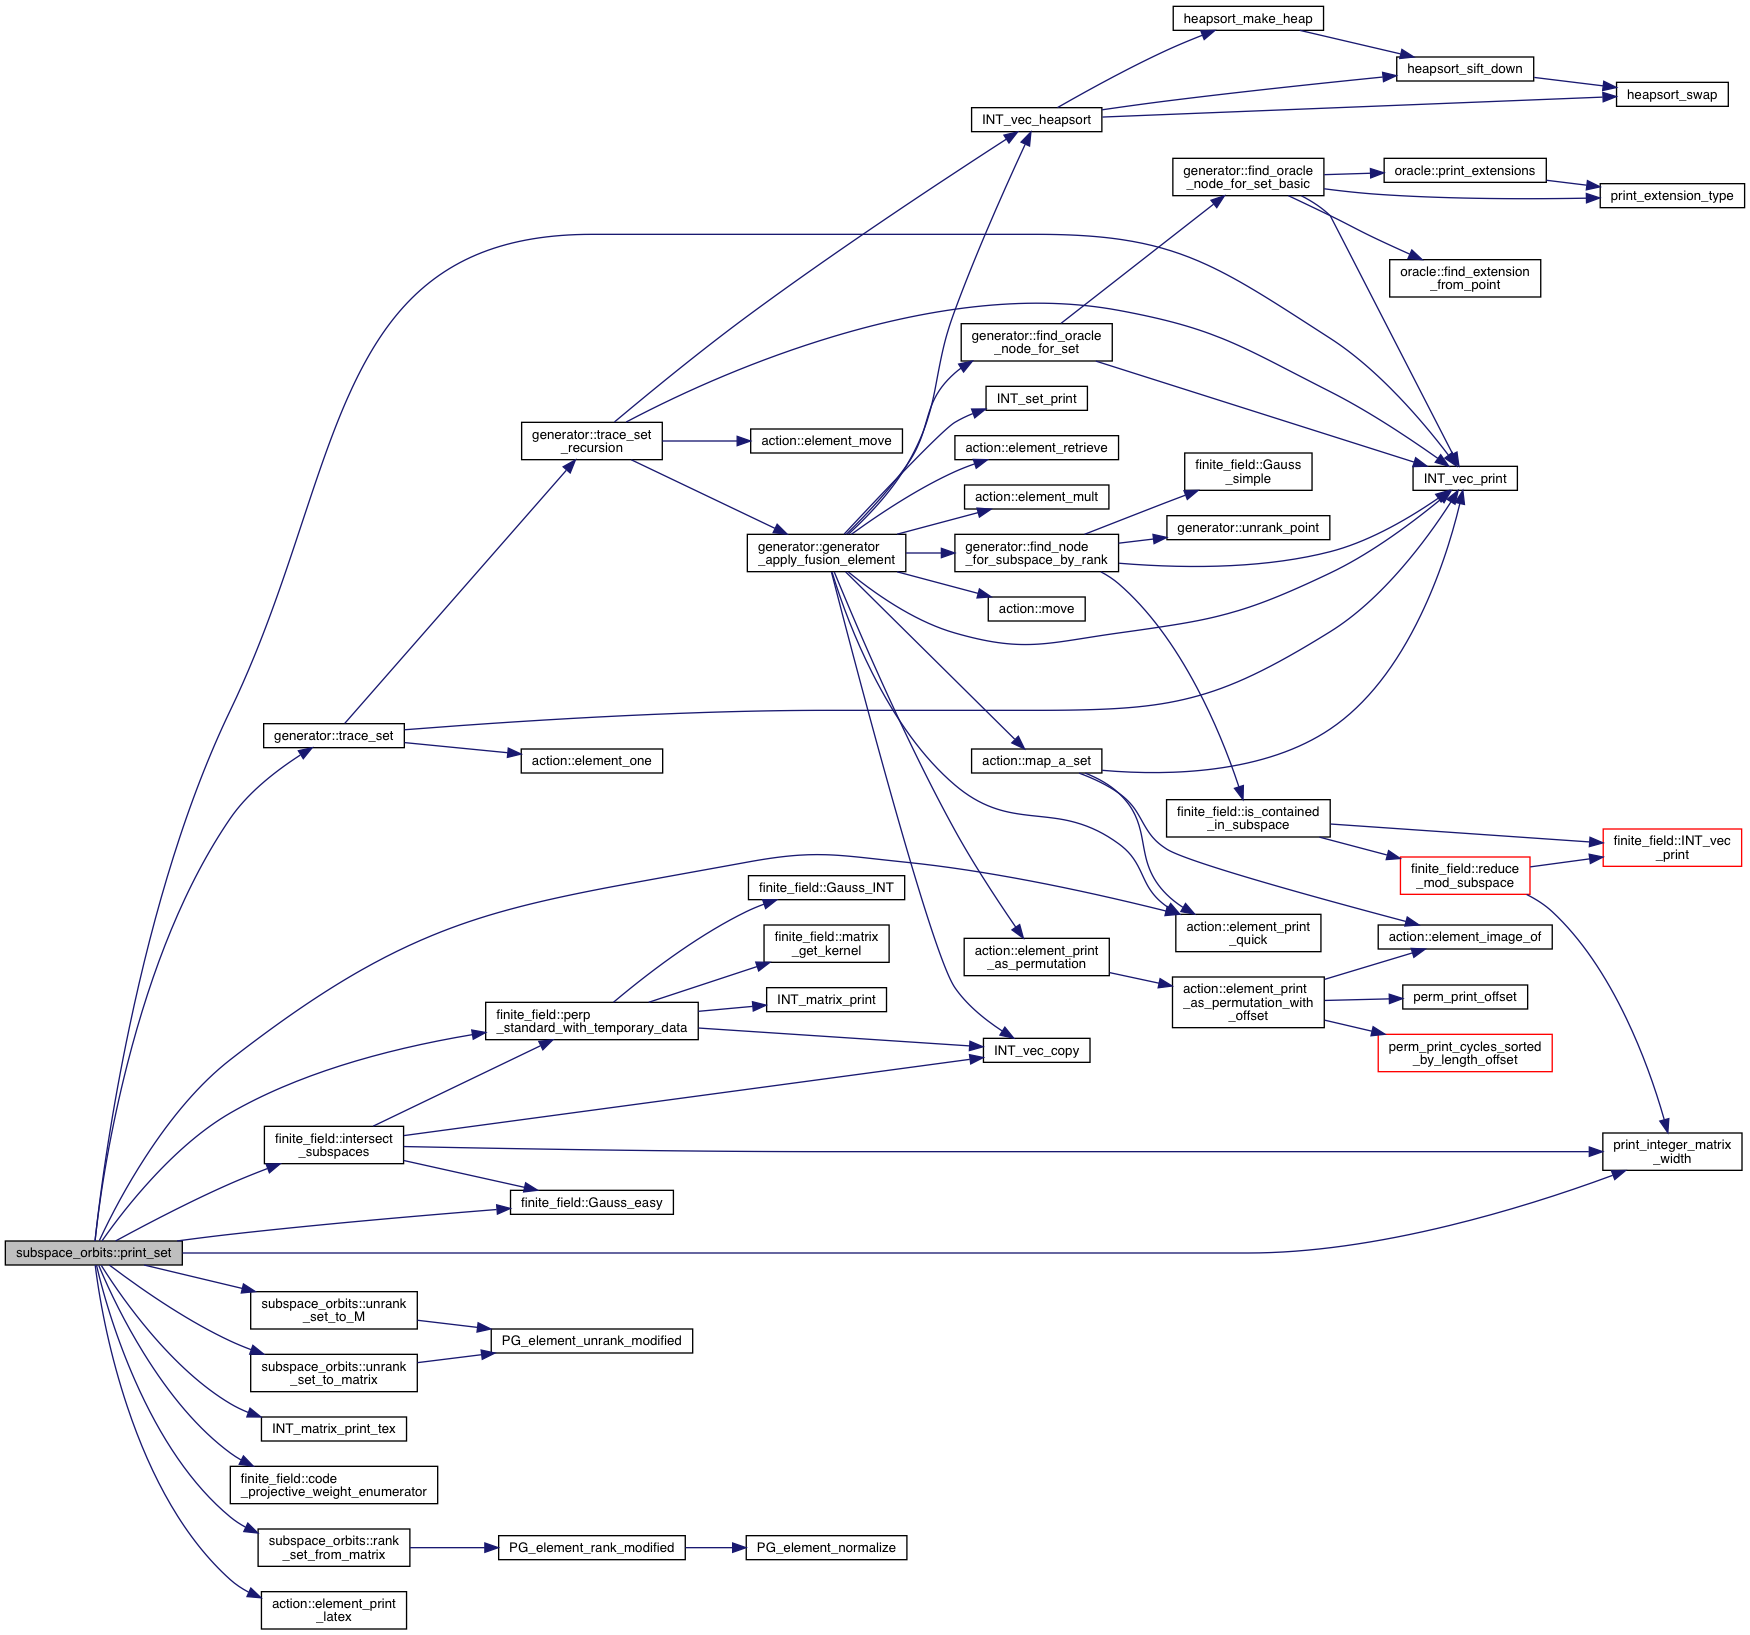 heapsort_make_heap
heapsort_sift_down
heapsort_swap
INT_vec_heapsort
generator::find_oracle
_node_for_set_basic
oracle::print_extensions
print_extension_type
oracle::find_extension
_from_point
generator::find_oracle
_node_for_set
INT_set_print
generator::trace_set
_recursion
action::element_move
action::element_retrieve
finite_field::Gauss
_simple
INT_vec_print
action::element_mult
generator::unrank_point
generator::generator
_apply_fusion_element
generator::find_node
_for_subspace_by_rank
action::move
generator::trace_set
action::element_one
action::map_a_set
finite_field::is_contained
_in_subspace
finite_field::INT_vec
_print
finite_field::reduce
_mod_subspace
finite_field::Gauss_INT
action::element_print
_quick
action::element_image_of
finite_field::matrix
_get_kernel
action::element_print
_as_permutation
action::element_print
_as_permutation_with
_offset
perm_print_offset
INT_matrix_print
finite_field::perp
_standard_with_temporary_data
INT_vec_copy
perm_print_cycles_sorted
_by_length_offset
finite_field::intersect
_subspaces
print_integer_matrix
_width
finite_field::Gauss_easy
subspace_orbits::print_set
subspace_orbits::unrank
_set_to_M
PG_element_unrank_modified
subspace_orbits::unrank
_set_to_matrix
INT_matrix_print_tex
finite_field::code
_projective_weight_enumerator
subspace_orbits::rank
_set_from_matrix
PG_element_rank_modified
PG_element_normalize
action::element_print
_latex